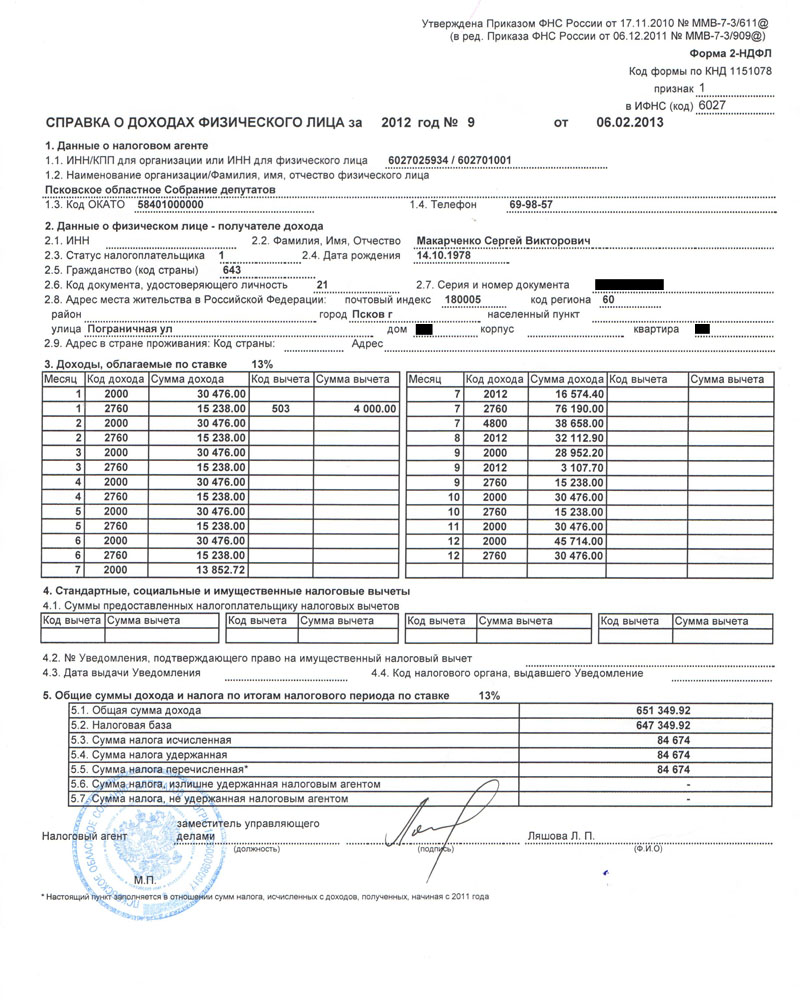 Утверждена Приказом ФНС России от 17.11.2010 № ММВ-7-3/611@
(в ред. Приказа ФНС России от 06.12.2011 № ММВ-7-3/909@)
Форма 2-НДФЛ
Код формы по КНД 1151078
признак 1
в ИФНС (код) 6027
СПРАВКА О ДОХОДАХ ФИЗИЧЕСКОГО ЛИЦА за 2012 год № 9 от 06.02.2013
1. Данные о налоговом агенте
1.1. ИНН/КПП для организации или ИНН для физического лица 6027025934 / 602701001
1.2. Наименование организации/Фамилия, имя, отчество физического лица
Псковское областное Собрание депутатов
1.3. Код ОКАТО 58401000000 1.4. Телефон 69-98-57
2. Данные о физическом лице - получателе дохода
2.1. ИНН 2.2. Фамилия, Имя, Отчество Макарченко Сергей Викторович
2.3. Статус налогоплательщика 1 2.4. Дата рождения 14.10.1978
2.5. Гражданство (код страны) 643
2.6. Код документа, удостоверяющего личность 21 2.7. Серия и номер документа
2.8. Адрес места жительства в Российской Федерации: почтовый индекс 180005 код региона 60
район город Псков г населенный пункт
улица Пограничная ул дом корпус квартира
2.9. Адрес в стране проживания: Код страны: Адрес
3. Доходы, облагаемые по ставке 13%
Месяц Код дохода Сумма дохода Код вычета Сумма вычета Месяц Код дохода Сумма дохода Код вычета Сумма вычета
1 2000 30 476.00 7 2012 16 574.40
1 2760 15 238.00 503 4 000.00 7 2760 76 190.00
2 2000 30 476.00 7 4800 38 658.00
2 2760 15 238.00 8 2012 32 112.90
3 2000 30 476.00 9 2000 28 952.20
3 2760 15 238.00 9 2012 3 107.70
4 2000 30 476.00 9 2760 15 238.00
4 2760 15 238.00 10 2000 30 476.00
5 2000 30 476.00 10 2760 15 238.00
5 2760 15 238.00 11 2000 30 476.00
6 2000 30 476.00 12 2000 45 714.00
6 2760 15 238.00 12 2760 30 476.00
7 2000 13 852.72
4. Стандартные, социальные и имущественные налоговые вычеты
4.1. Суммы предоставленных налогоплательщику налоговых вычетов
Код вычета Сумма вычета Код вычета Сумма вычета Код вычета Сумма вычета Код вычета Сумма вычета
4.2. № Уведомления, подтверждающего право на имущественный налоговый вычет
4.3. Дата выдачи Уведомления 4.4. Код налогового органа, выдавшего Уведомление
5. Общие суммы дохода и налога по итогам налогового периода по ставке 13%
5.1. Общая сумма дохода 651 349.92
5.2. Налоговая база 647 349.92
5.3. Сумма налога исчисленная 84 674
5.4. Сумма налога удержанная 84 674
5.5. Сумма налога перечисленная* 84 674
5.6. Сумма налога, излишне удержанная налоговым агентом -
5.7. Сумма налога, не удержанная налоговым агентом -
заместитель управляющего
Налоговый агент делами Ляшова Л. П.
(должность) (подпись) (Ф.И.О)
М.П.
* Настоящий пункт заполняется в отношении сумм налога, исчисленных с доходов, полученных, начиная с 2011 года